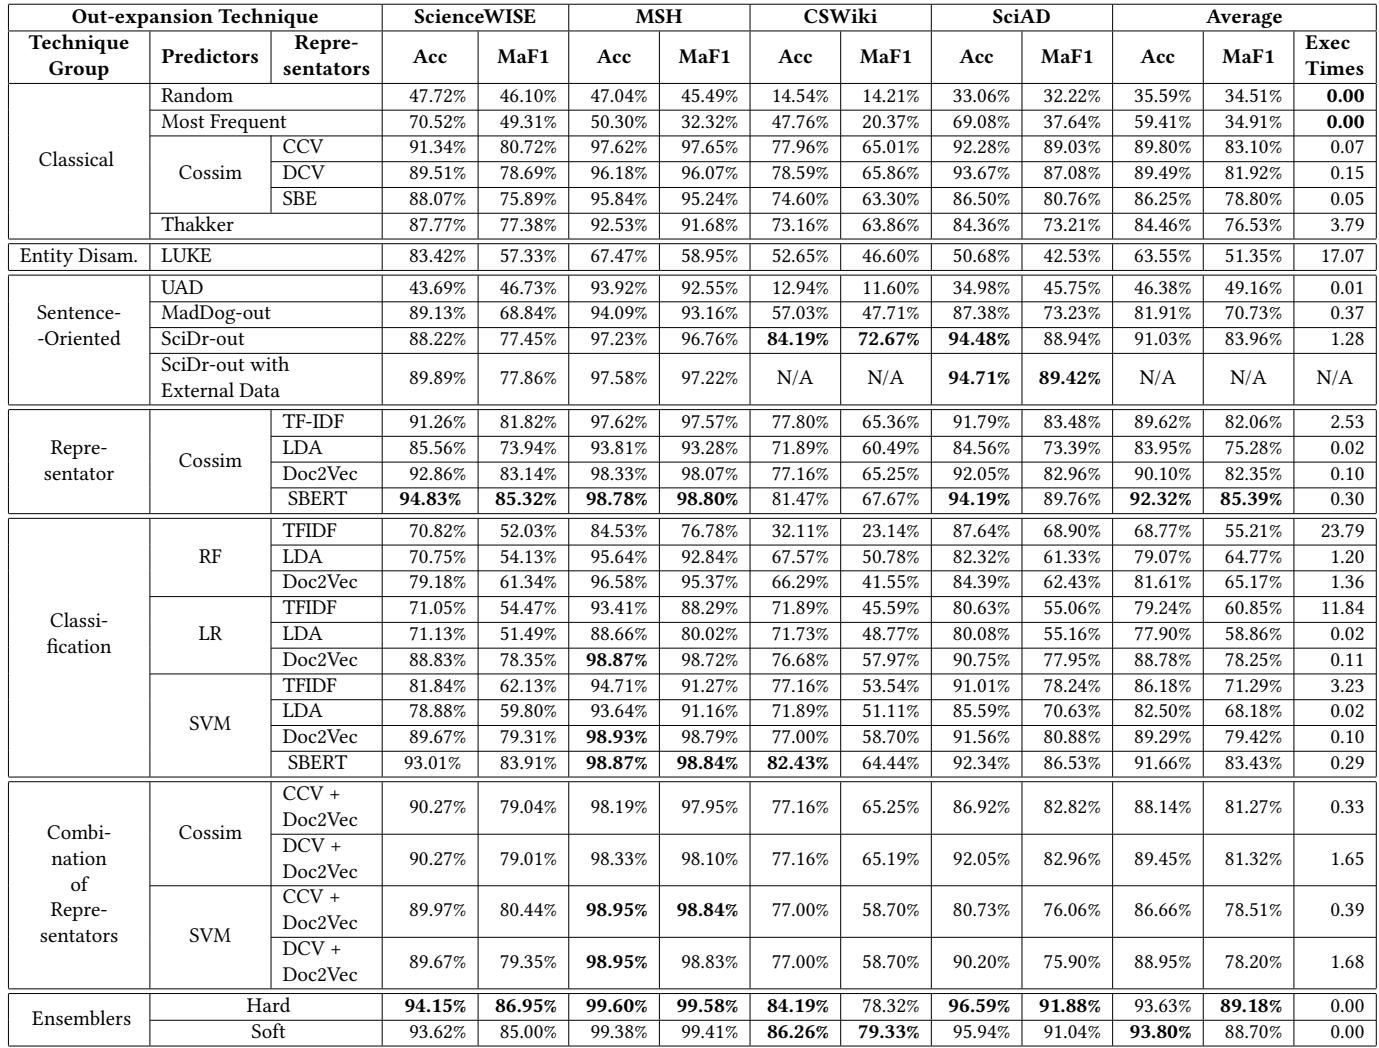 Out-expansion Technique ScienceWISE MSH CSWiki SciAD Average
Technique Group Predictors Repre-sentators Acc MaF1 Acc MaF1 Acc MaF1 Acc MaF1 Acc MaF1 Exec Times
Classical
Random 47.72% 46.10% 47.04% 45.49% 14.54% 14.21% 33.06% 32.22% 35.59% 34.51% 0.00
Most Frequent 70.52% 49.31% 50.30% 32.32% 47.76% 20.37% 69.08% 37.64% 59.41% 34.91% 0.00
Cossim
CCV 91.34% 80.72% 97.62% 97.65% 77.96% 65.01% 92.28% 89.03% 89.80% 83.10% 0.07
DCV 89.51% 78.69% 96.18% 96.07% 78.59% 65.86% 93.67% 87.08% 89.49% 81.92% 0.15
SBE 88.07% 75.89% 95.84% 95.24% 74.60% 63.30% 86.50% 80.76% 86.25% 78.80% 0.05
Thakker 87.77% 77.38% 92.53% 91.68% 73.16% 63.86% 84.36% 73.21% 84.46% 76.53% 3.79
Entity Disam. LUKE 83.42% 57.33% 67.47% 58.95% 52.65% 46.60% 50.68% 42.53% 63.55% 51.35% 17.07
Sentence-
-Oriented
UAD 43.69% 46.73% 93.92% 92.55% 12.94% 11.60% 34.98% 45.75% 46.38% 49.16% 0.01
MadDog-out 89.13% 68.84% 94.09% 93.16% 57.03% 47.71% 87.38% 73.23% 81.91% 70.73% 0.37
SciDr-out 88.22% 77.45% 97.23% 96.76% 84.19% 72.67% 94.48% 88.94% 91.03% 83.96% 1.28
SciDr-out with
External Data 89.89% 77.86% 97.58% 97.22% N/A N/A 94.71% 89.42% N/A N/A N/A
Repre-
sentator
Cossim
TF-IDF 91.26% 81.82% 97.62% 97.57% 77.80% 65.36% 91.79% 83.48% 89.62% 82.06% 2.53
LDA 85.56% 73.94% 93.81% 93.28% 71.89% 60.49% 84.56% 73.39% 83.95% 75.28% 0.02
Doc2Vec 92.86% 83.14% 98.33% 98.07% 77.16% 65.25% 92.05% 82.96% 90.10% 82.35% 0.10
SBERT 94.83% 85.32% 98.78% 98.80% 81.47% 67.67% 94.19% 89.76% 92.32% 85.39% 0.30
Classi-
fication
RF
TFIDF 70.82% 52.03% 84.53% 76.78% 32.11% 23.14% 87.64% 68.90% 68.77% 55.21% 23.79
LDA 70.75% 54.13% 95.64% 92.84% 67.57% 50.78% 82.32% 61.33% 79.07% 64.77% 1.20
Doc2Vec 79.18% 61.34% 96.58% 95.37% 66.29% 41.55% 84.39% 62.43% 81.61% 65.17% 1.36
LR
TFIDF 71.05% 54.47% 93.41% 88.29% 71.89% 45.59% 80.63% 55.06% 79.24% 60.85% 11.84
LDA 71.13% 51.49% 88.66% 80.02% 71.73% 48.77% 80.08% 55.16% 77.90% 58.86% 0.02
Doc2Vec 88.83% 78.35% 98.87% 98.72% 76.68% 57.97% 90.75% 77.95% 88.78% 78.25% 0.11
SVM
TFIDF 81.84% 62.13% 94.71% 91.27% 77.16% 53.54% 91.01% 78.24% 86.18% 71.29% 3.23
LDA 78.88% 59.80% 93.64% 91.16% 71.89% 51.11% 85.59% 70.63% 82.50% 68.18% 0.02
Doc2Vec 89.67% 79.31% 98.93% 98.79% 77.00% 58.70% 91.56% 80.88% 89.29% 79.42% 0.10
SBERT 93.01% 83.91% 98.87% 98.84% 82.43% 64.44% 92.34% 86.53% 91.66% 83.43% 0.29
Combi-
nation
of
Repre-
sentators
Cossim
CCV +
Doc2Vec 90.27% 79.04% 98.19% 97.95% 77.16% 65.25% 86.92% 82.82% 88.14% 81.27% 0.33
DCV +
Doc2Vec 90.27% 79.01% 98.33% 98.10% 77.16% 65.19% 92.05% 82.96% 89.45% 81.32% 1.65
SVM
CCV +
Doc2Vec 89.97% 80.44% 98.95% 98.84% 77.00% 58.70% 80.73% 76.06% 86.66% 78.51% 0.39
DCV +
Doc2Vec 89.67% 79.35% 98.95% 98.83% 77.00% 58.70% 90.20% 75.90% 88.95% 78.20% 1.68
Ensemblers
Hard 94.15% 86.95% 99.60% 99.58% 84.19% 78.32% 96.59% 91.88% 93.63% 89.18% 0.00
Soft 93.62% 85.00% 99.38% 99.41% 86.26% 79.33% 95.94% 91.04% 93.80% 88.70% 0.00